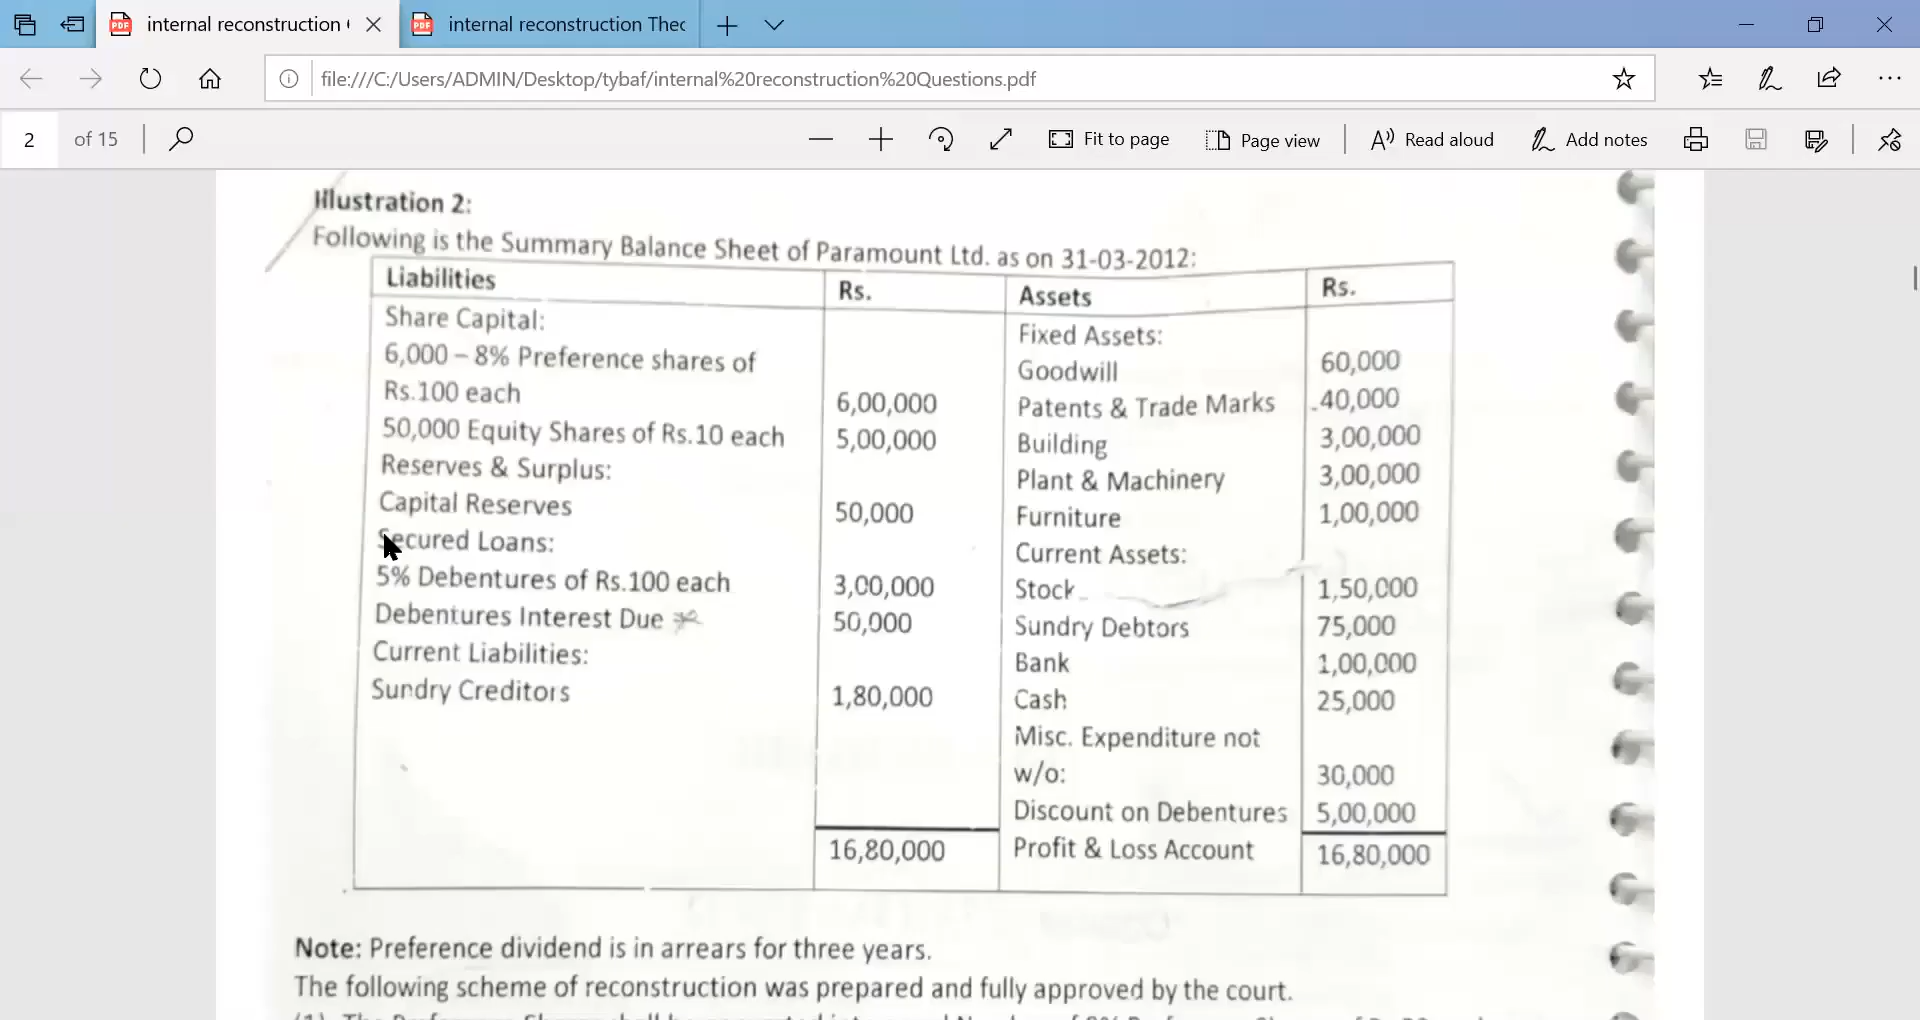 internal reconstruction
internal reconstruction Thec
file:///C:/Users/ADMIN/Desktop/tybaf/internal%20reconstruction%20Questions.pdf
2 of 15
Fit to page
Page view
Read aloud
Add notes
Illustration 2:
Following is the Summary Balance Sheet of Paramount Ltd. as on 31-03-2012:
Liabilities Rs. Assets Rs.
Share Capital: Fixed Assets:
6,000 – 8% Preference shares of Goodwill 60,000
Rs.100 each 6,00,000 Patents & Trade Marks 40,000
50,000 Equity Shares of Rs.10 each 5,00,000 Building 3,00,000
Reserves & Surplus: Plant & Machinery 3,00,000
Capital Reserves 50,000 Furniture 1,00,000
Secured Loans: Current Assets:
5% Debentures of Rs.100 each 3,00,000 Stock 1,50,000
Debentures Interest Due 50,000 Sundry Debtors 75,000
Current Liabilities: Bank 1,00,000
Sundry Creditors 1,80,000 Cash 25,000
Misc. Expenditure not
w/o: 30,000
Discount on Debentures 5,00,000
16,80,000 Profit & Loss Account 16,80,000
Note: Preference dividend is in arrears for three years.
The following scheme of reconstruction was prepared and fully approved by the court.